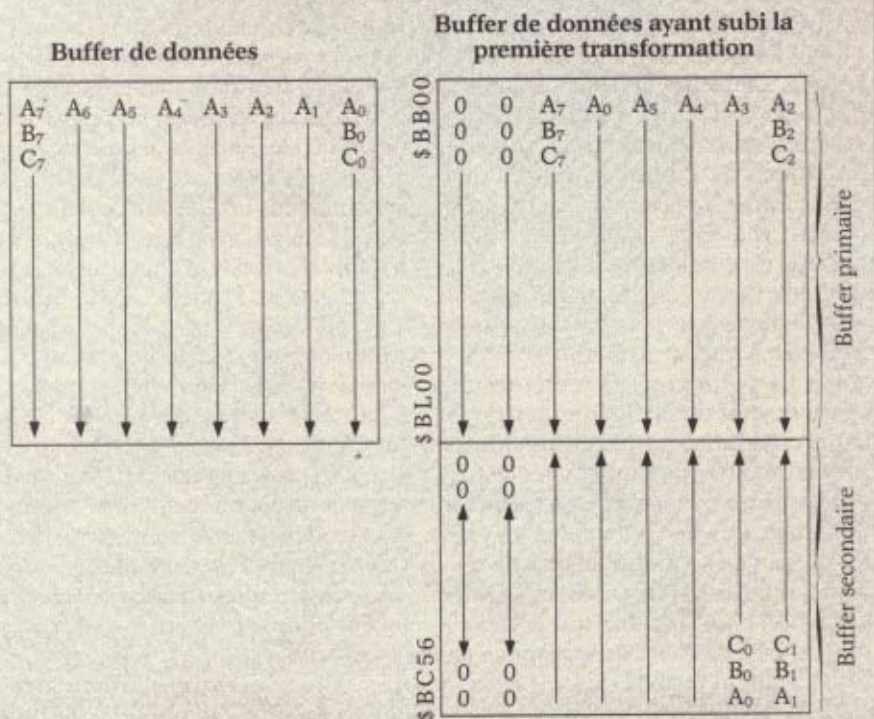 Buffer de données
A₇ A₆ A₅ A₄ A₃ A₂ A₁ A₀
B₇ B₀
C₇ C₀
Buffer de données ayant subi la
première transformation
$BB00
0 0 A₇ A₀ A₅ A₄ A₃ A₂
0 0 B₇ B₂
0 0 C₇ C₂
Buffer primaire
$BL00
0 0
0 0
Buffer secondaire
C₀ C₁
0 0 B₀ B₁
0 0 A₀ A₁
$BC56